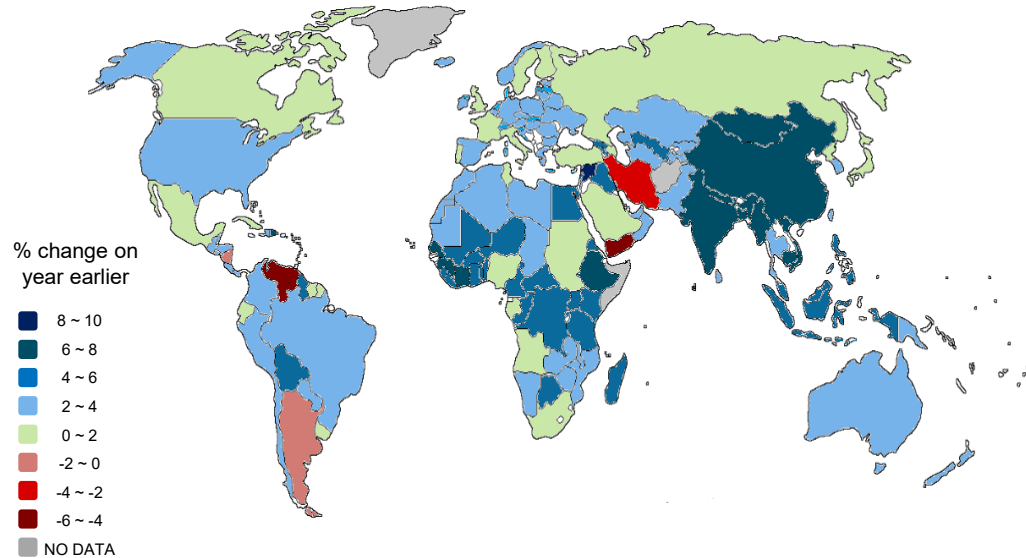 % change on
year earlier
8 ~ 10
6 ~ 8
4 ~ 6
2 ~ 4
0 ~ 2
-2 ~ 0
-4 ~ -2
-6 ~ -4
NO DATA